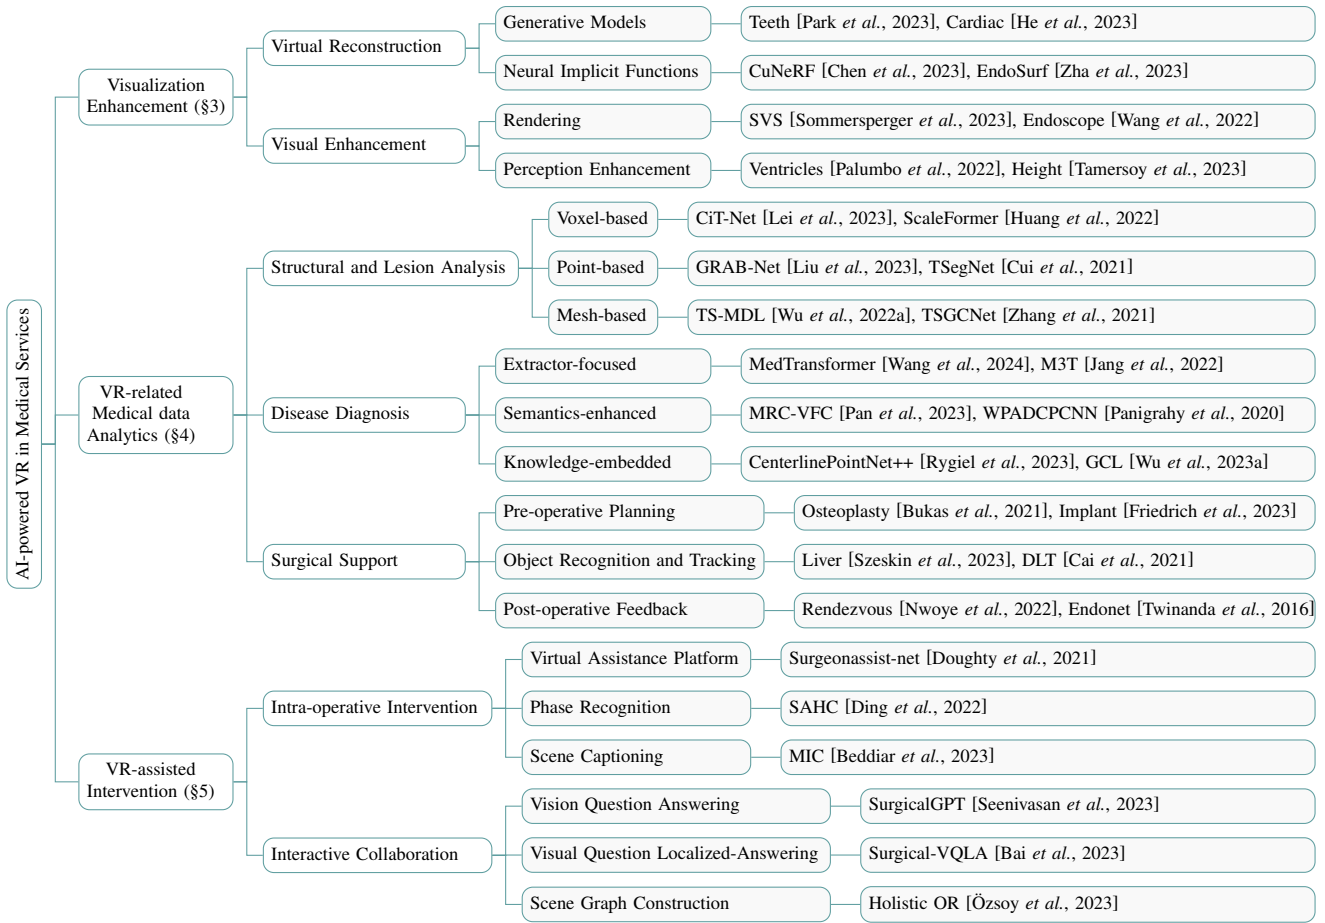 AI-powered VR in Medical Services
Visualization
Enhancement (§3)
Virtual Reconstruction
Generative Models
Teeth [Park et al., 2023], Cardiac [He et al., 2023]
Neural Implicit Functions
CuNeRF [Chen et al., 2023], EndoSurf [Zha et al., 2023]
Visual Enhancement
Rendering
SVS [Sommersperger et al., 2023], Endoscope [Wang et al., 2022]
Perception Enhancement
Ventricles [Palumbo et al., 2022], Height [Tamersoy et al., 2023]
VR-related
Medical data
Analytics (§4)
Structural and Lesion Analysis
Voxel-based
CiT-Net [Lei et al., 2023], ScaleFormer [Huang et al., 2022]
Point-based
GRAB-Net [Liu et al., 2023], TSegNet [Cui et al., 2021]
Mesh-based
TS-MDL [Wu et al., 2022a], TSGCNet [Zhang et al., 2021]
Disease Diagnosis
Extractor-focused
MedTransformer [Wang et al., 2024], M3T [Jang et al., 2022]
Semantics-enhanced
MRC-VFC [Pan et al., 2023], WPADCPCNN [Panigrahy et al., 2020]
Knowledge-embedded
CenterlinePointNet++ [Rygiel et al., 2023], GCL [Wu et al., 2023a]
Surgical Support
Pre-operative Planning
Osteoplasty [Bukas et al., 2021], Implant [Friedrich et al., 2023]
Object Recognition and Tracking
Liver [Szeskin et al., 2023], DLT [Cai et al., 2021]
Post-operative Feedback
Rendezvous [Nwoye et al., 2022], Endonet [Twinanda et al., 2016]
VR-assisted
Intervention (§5)
Intra-operative Intervention
Virtual Assistance Platform
Surgeonassist-net [Doughty et al., 2021]
Phase Recognition
SAHC [Ding et al., 2022]
Scene Captioning
MIC [Beddiar et al., 2023]
Interactive Collaboration
Vision Question Answering
SurgicalGPT [Seenivasan et al., 2023]
Visual Question Localized-Answering
Surgical-VQLA [Bai et al., 2023]
Scene Graph Construction
Holistic OR [Özsoy et al., 2023]